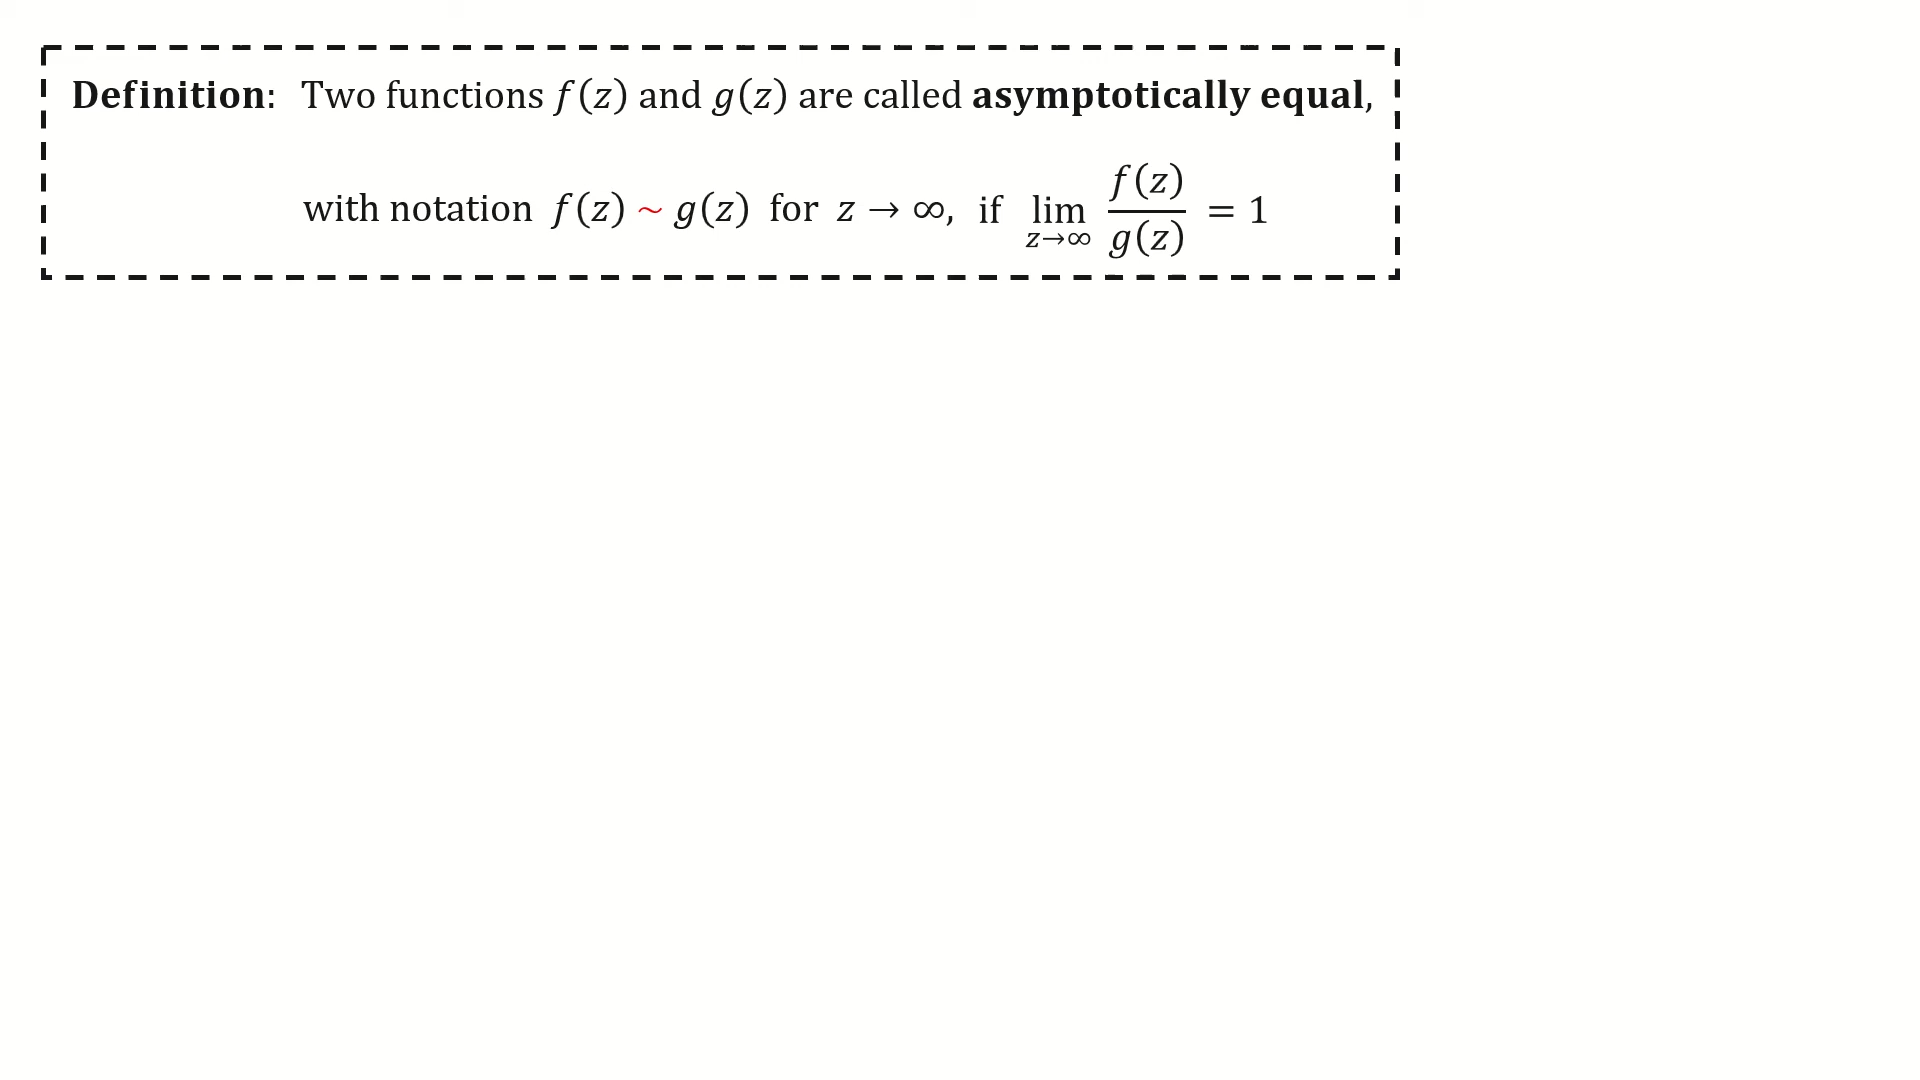 Definition: Two functions f(z) and g(z) are called asymptotically equal,
with notation f(z) ~ g(z) for z → ∞, if lim_{z→∞} f(z)/g(z) = 1